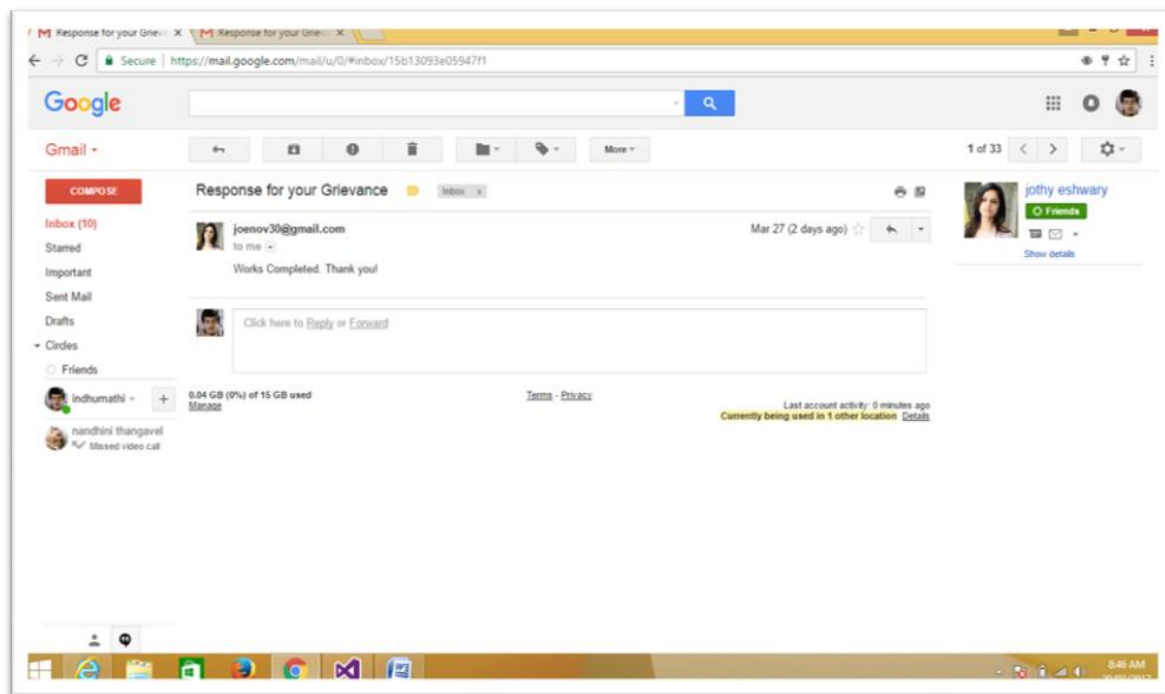 Response for your Griev
Response for your Grie
Secure https://mail.google.com/mail/u/0/#inbox/15b13093e05947f1
Google
Gmail
More
1 of 33
COMPOSE
Inbox (10)
Starred
Important
Sent Mail
Drafts
Circles
Friends
indhumathi
nandhini thangavel
Missed video call
Response for your Grievance Inbox x
joenov30@gmail.com Mar 27 (2 days ago)
to me
Works Completed. Thank you!
Click here to Reply or Forward
0.04 GB (0%) of 15 GB used
Manage
Terms - Privacy
Last account activity: 0 minutes ago
Currently being used in 1 other location Details
jothy eshwary
Friends
Show details
8:46 AM